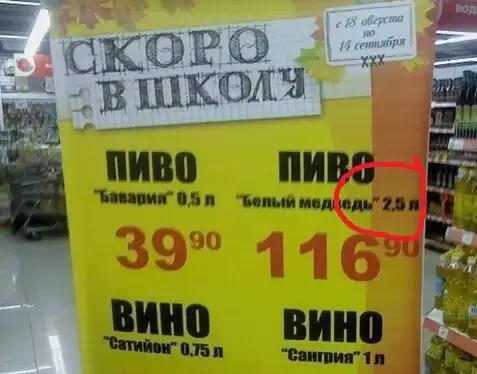 с 18 августа
по
14 сентября
XXX
СКОРО
В ШКОЛУ
ПИВО
"Бавария" 0,5 л
39 90
ПИВО
"Белый медведь" 2,5 л
116 90
ВИНО
"Сатийон" 0,75 л
ВИНО
"Сангрия" 1 л